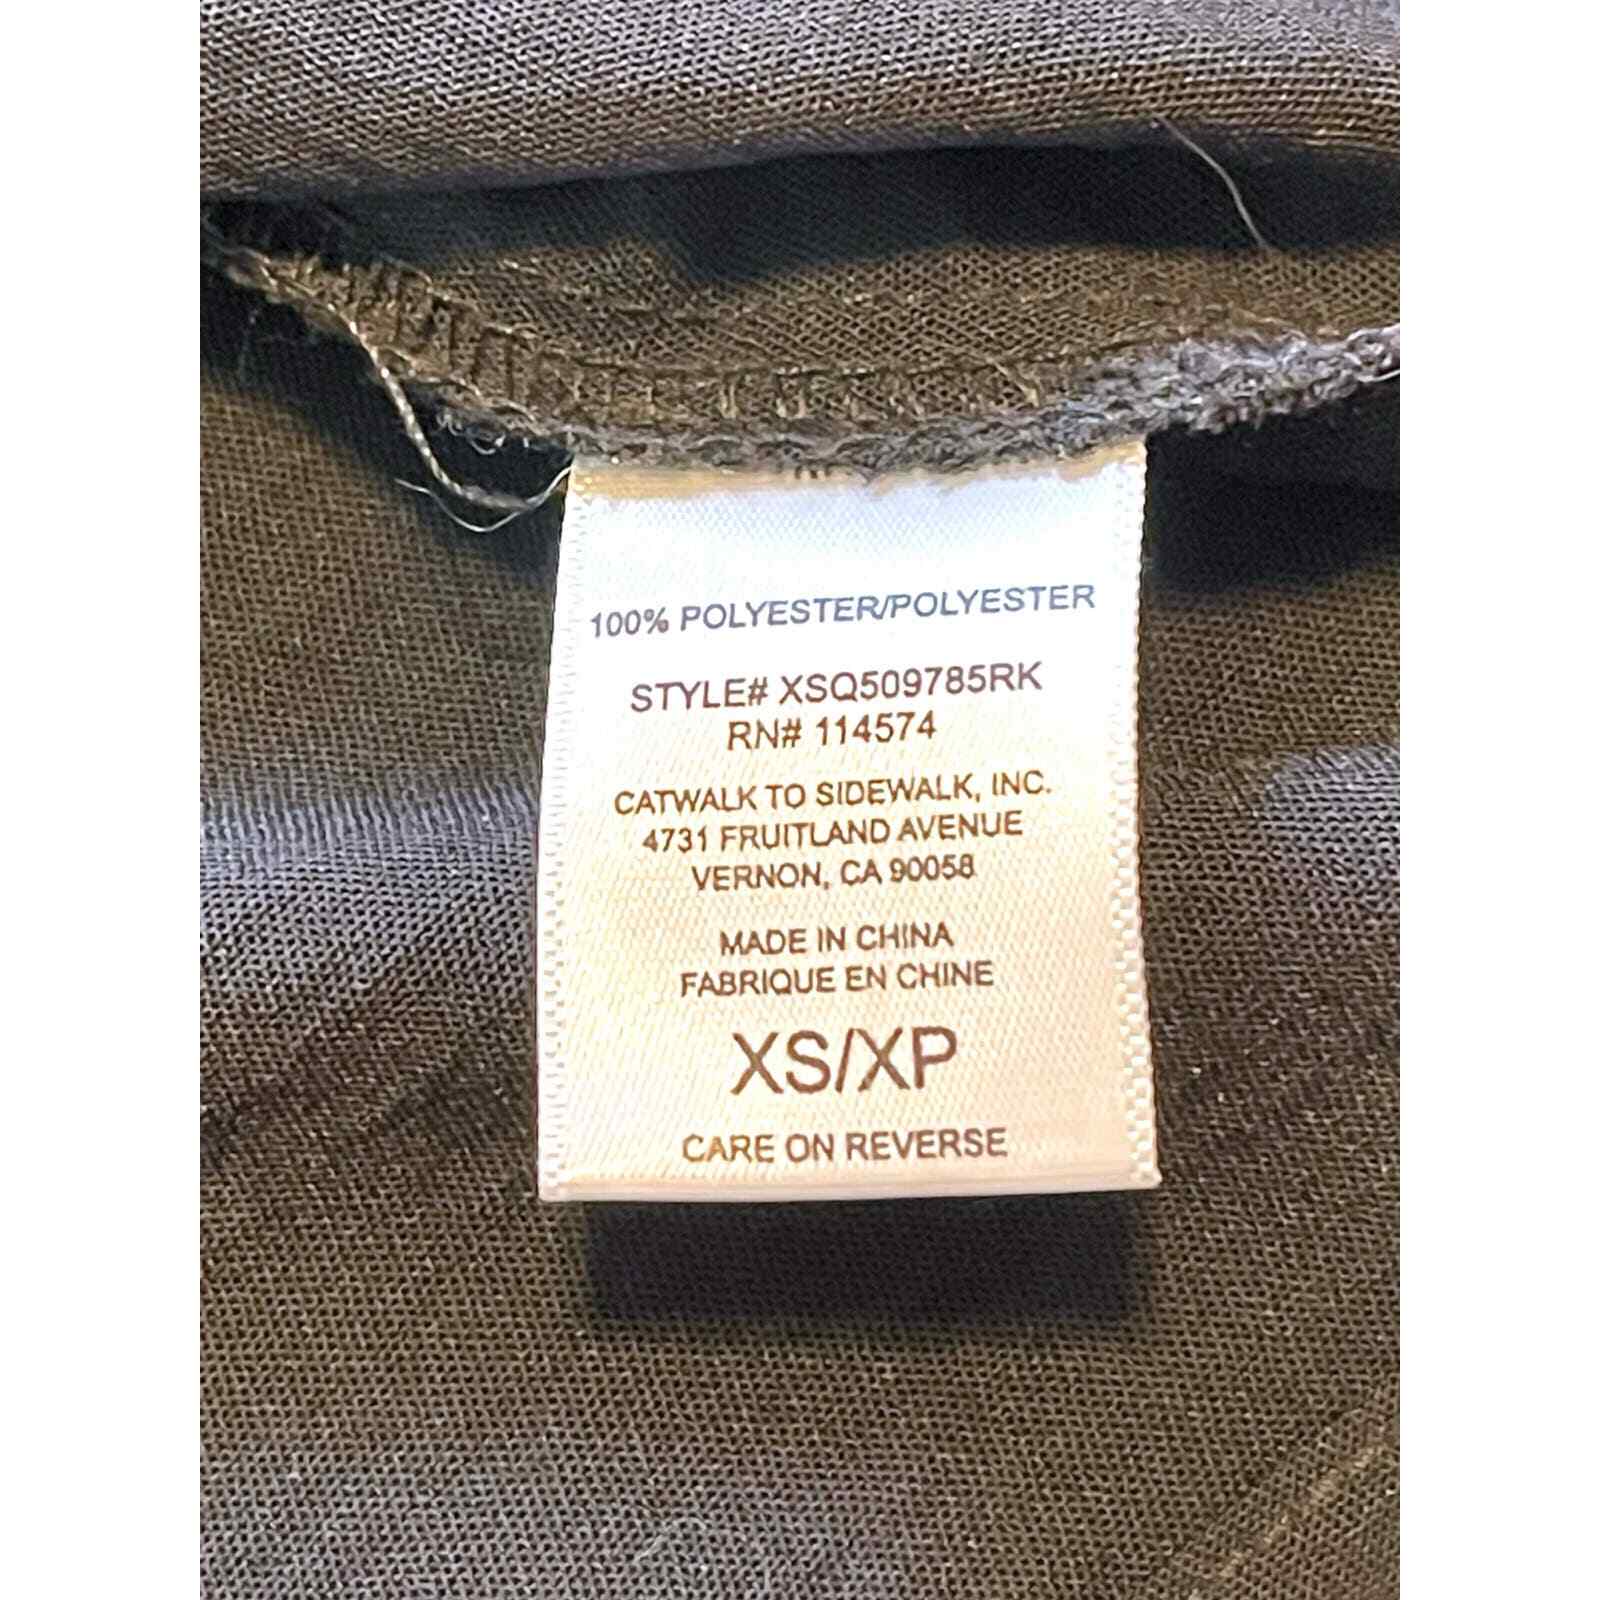 100% POLYESTER/POLYESTER
STYLE# XSQ509785RK
RN# 114574
CATWALK TO SIDEWALK, INC.
4731 FRUITLAND AVENUE
VERNON, CA 90058
MADE IN CHINA
FABRIQUE EN CHINE
XS/XP
CARE ON REVERSE